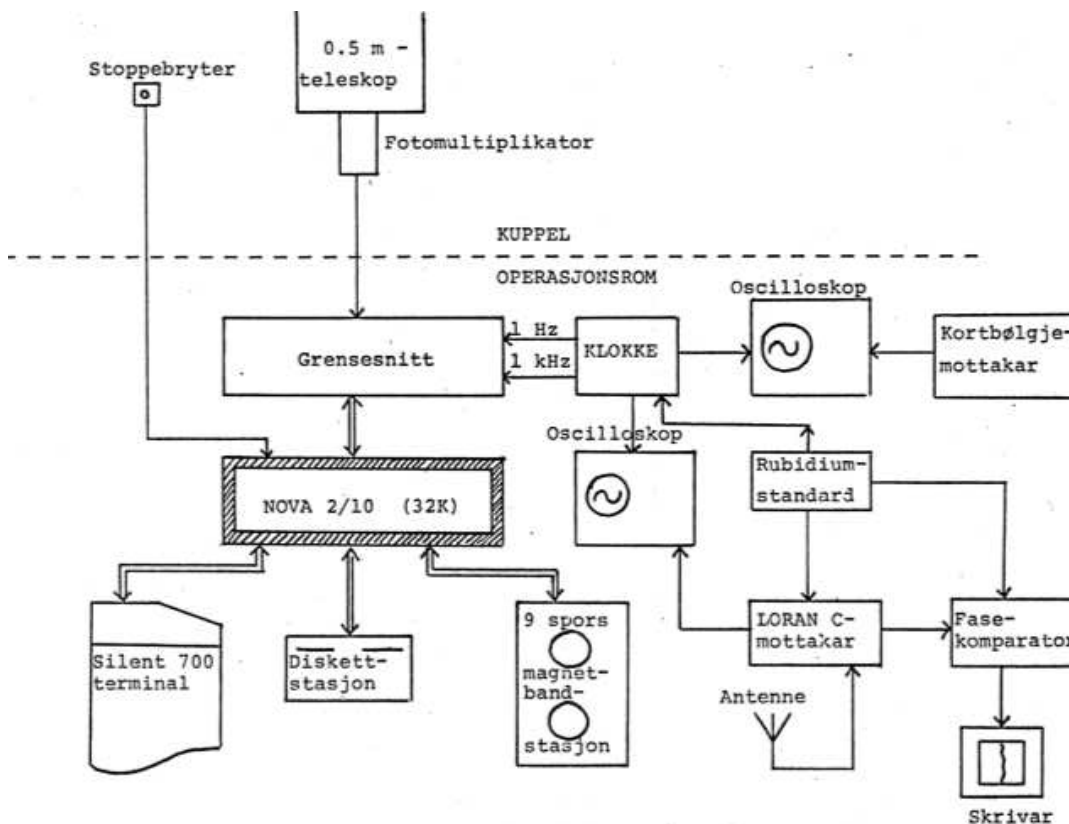 0.5 m -
teleskop
Stoppebryter
Fotomultiplikator
KUPPEL
OPERASJONSROM
Oscilloskop
1 Hz
1 kHz
Grensesnitt
KLOKKE
Kortbølgje-
mottakar
Oscilloskop
Rubidium-
standard
NOVA 2/10 (32K)
Silent 700
terminal
Diskett-
stasjon
9 spors
magnet-
band-
stasjon
LORAN C-
mottakar
Fase-
komparator
Antenne
Skrivar